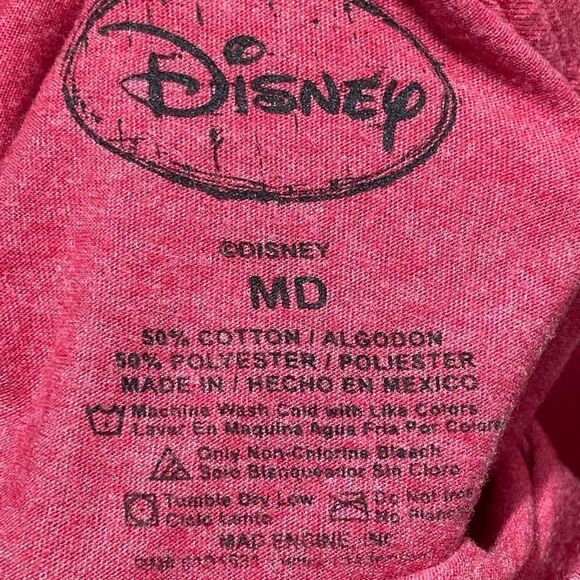 Disney
©DISNEY
MD
50% COTTON / ALGODON
50% POLYESTER / POLIESTER
MADE IN / HECHO EN MEXICO
Machine Wash Cold with Like Colors
Lavar En Maquina Agua Fria Por Color
Only Non-Chlorine Bleach
Solo Blanqueador Sin Cloro
Tumble Dry Low
Do Not Iron
Ciclo Lento
No Planchar
MAD ENGINE, INC